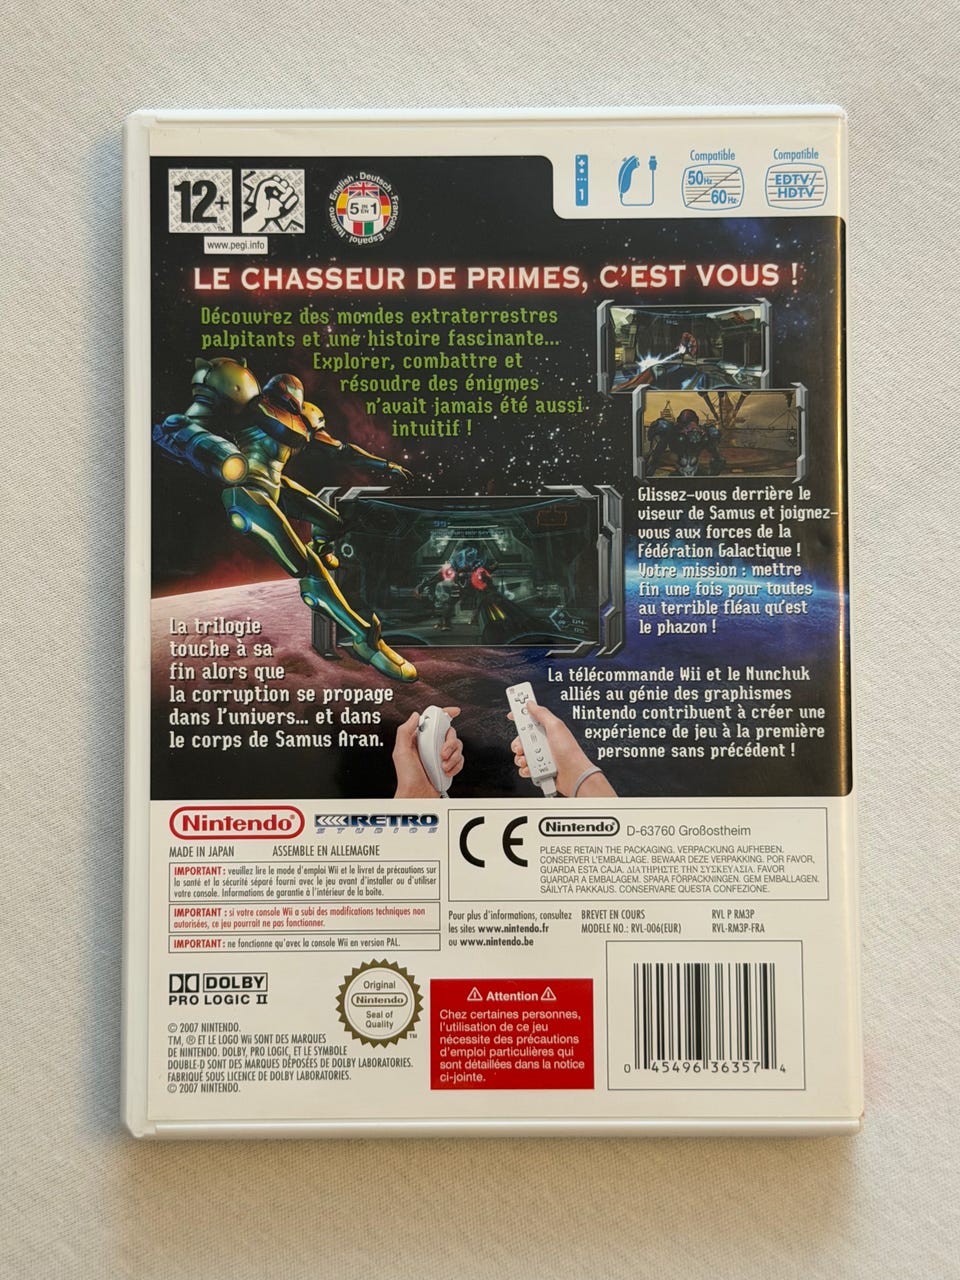 Compatible
Compatible
1
50Hz
60Hz
EDTV/
HDTV
12+
TM
www.pegi.info
English • Deutsch • Français • Español • Italiano •
5 IN EN 1
LE CHASSEUR DE PRIMES, C'EST VOUS !
Découvrez des mondes extraterrestres
palpitants et une histoire fascinante...
Explorer, combattre et
résoudre des énigmes
n'avait jamais été aussi
intuitif !
Glissez-vous derrière le
viseur de Samus et joignez-
vous aux forces de la
Fédération Galactique !
Votre mission : mettre
fin une fois pour toutes
au terrible fléau qu'est
le phazon !
La trilogie
touche à sa
fin alors que
la corruption se propage
dans l'univers... et dans
le corps de Samus Aran.
La télécommande Wii et le Nunchuk
alliés au génie des graphismes
Nintendo contribuent à créer une
expérience de jeu à la première
personne sans précédent !
Wii
Nintendo®
RETRO
STUDIOS
MADE IN JAPAN ASSEMBLE EN ALLEMAGNE
IMPORTANT : veuillez lire le mode d'emploi Wii et le livret de précautions sur
la santé et la sécurité séparé fourni avec le jeu avant d'installer ou d'utiliser
votre console. Informations de garantie à l'intérieur de la boîte.
IMPORTANT : si votre console Wii a subi des modifications techniques non
autorisées, ce jeu pourrait ne pas fonctionner.
IMPORTANT : ne fonctionne qu'avec la console Wii en version PAL.
CE
Nintendo® D-63760 Großostheim
PLEASE RETAIN THE PACKAGING. VERPACKUNG AUFHEBEN.
CONSERVER L'EMBALLAGE. BEWAAR DEZE VERPAKKING. POR FAVOR,
GUARDA ESTA CAJA. ΔΙΑΤΗΡΗΣΤΕ ΤΗΝ ΣΥΣΚΕΥΑΣΙΑ. FAVOR
GUARDAR A EMBALAGEM. SPARA FÖRPACKNINGEN. GEM EMBALLAGEN.
SÄILYTÄ PAKKAUS. CONSERVARE QUESTA CONFEZIONE.
Pour plus d'informations, consultez
les sites www.nintendo.fr
ou www.nintendo.be
BREVET EN COURS RVL P RM3P
MODELE NO.: RVL-006(EUR) RVL-RM3P-FRA
DOLBY
PRO LOGIC II
Original
Nintendo
Seal of
Quality
TM
Attention
Chez certaines personnes,
l'utilisation de ce jeu
nécessite des précautions
d'emploi particulières qui
sont détaillées dans la notice
ci-jointe.
© 2007 NINTENDO.
TM, ® ET LE LOGO Wii SONT DES MARQUES
DE NINTENDO. DOLBY, PRO LOGIC, ET LE SYMBOLE
DOUBLE-D SONT DES MARQUES DÉPOSÉES DE DOLBY LABORATORIES.
FABRIQUÉ SOUS LICENCE DE DOLBY LABORATORIES.
© 2007 NINTENDO.
0 45496 36357 4